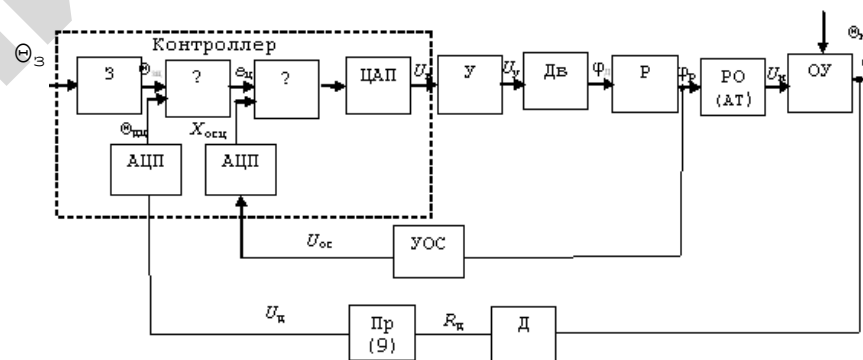 Контроллер
Θз
З
?
eц
?
ЦАП
У
Uу
Дв
Р
φр
РО
(АТ)
ОУ
Xосц
АЦП
АЦП
Uос
УОС
Uд
Пр
(9)
Rд
Д